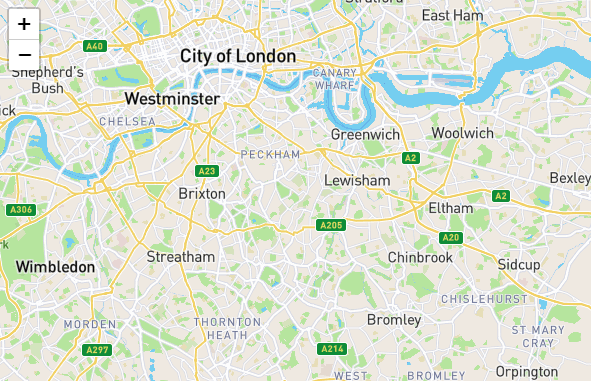 +
−
Stratford
East Ham
A40
City of London
Shepherd's
Bush
CANARY
WHARF
Westminster
ick
CHELSEA
Greenwich
Woolwich
PECKHAM
A2
A23
Lewisham
Bexley
Brixton
A2
A306
Eltham
A205
A20
rk
Streatham
Chinbrook
Wimbledon
Sidcup
CHISLEHURST
MORDEN
THORNTON
HEATH
Bromley
ST MARY
CRAY
A297
A214
WEST
BROMLEY
Orpington